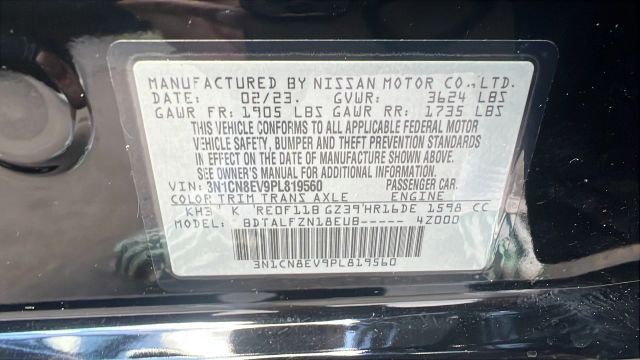 MANUFACTURED BY NISSAN MOTOR CO.,LTD.
DATE: 02/23. GVWR: 3624 LBS
GAWR FR: 1905 LBS GAWR RR: 1735 LBS
THIS VEHICLE CONFORMS TO ALL APPLICABLE FEDERAL MOTOR
VEHICLE SAFETY, BUMPER AND THEFT PREVENTION STANDARDS
IN EFFECT ON THE DATE OF MANUFACTURE SHOWN ABOVE.
SEE OWNER'S MANUAL FOR ADDITIONAL INFORMATION.
VIN: 3N1CN8EV9PL819560 PASSENGER CAR.
COLOR TRIM TRANS AXLE ENGINE
KH3 K RE0F11B GZ39 HR16DE 1598 CC
MODEL: BDTALFZN18EUB----- 4Z000
3N1CN8EV9PL819560